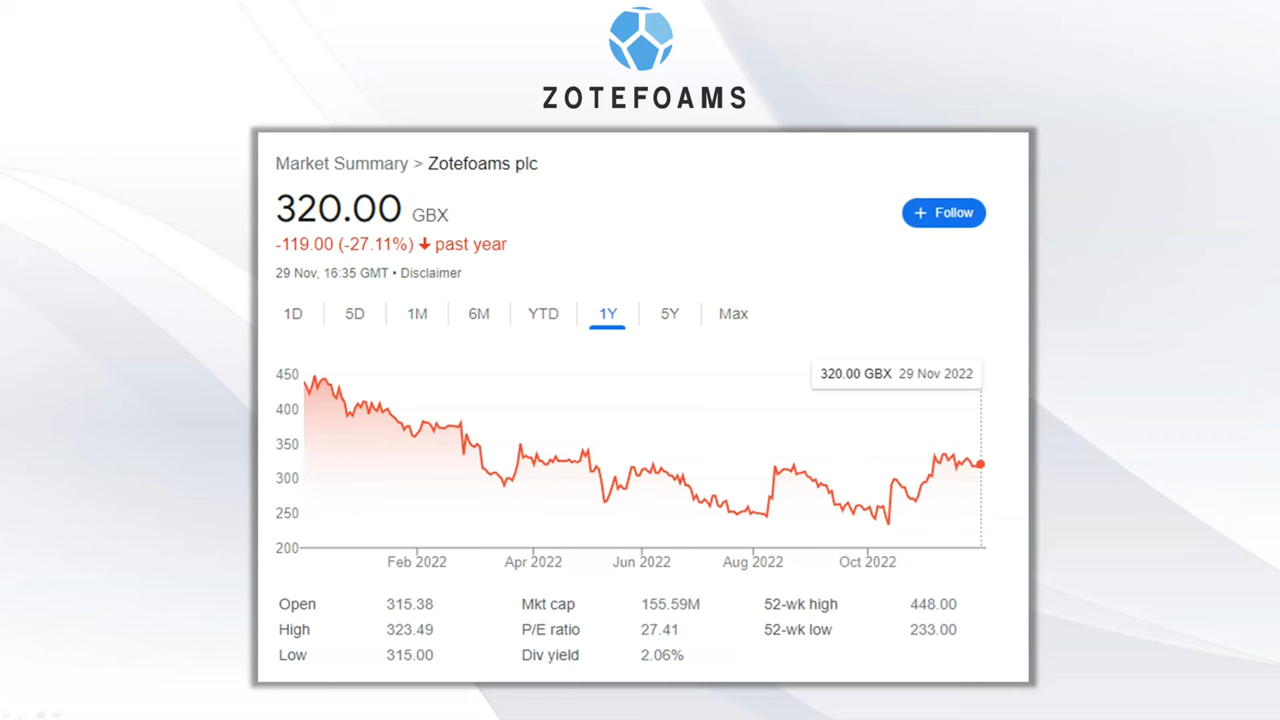 ZOTEFOAMS
Market Summary > Zotefoams plc
320.00 GBX
+ Follow
-119.00 (-27.11%) ↓ past year
29 Nov, 16:35 GMT • Disclaimer
1D 5D 1M 6M YTD 1Y 5Y Max
320.00 GBX 29 Nov 2022
450
400
350
300
250
200
Feb 2022 Apr 2022 Jun 2022 Aug 2022 Oct 2022
Open 315.38 Mkt cap 155.59M 52-wk high 448.00
High 323.49 P/E ratio 27.41 52-wk low 233.00
Low 315.00 Div yield 2.06%